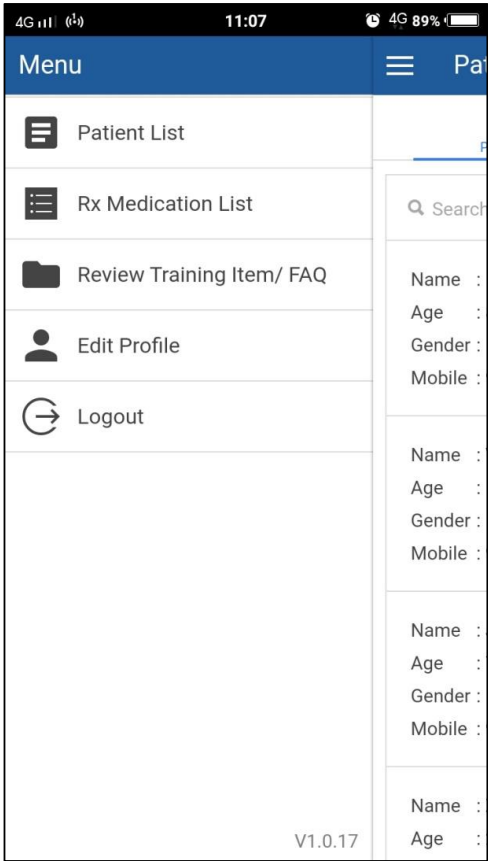 4G 11:07 4G 89%
Menu
Patient List
Rx Medication List
Review Training Item/ FAQ
Edit Profile
Logout
V1.0.17
Search
Name :
Age :
Gender :
Mobile :
Name :
Age :
Gender :
Mobile :
Name :
Age :
Gender :
Mobile :
Name :
Age :